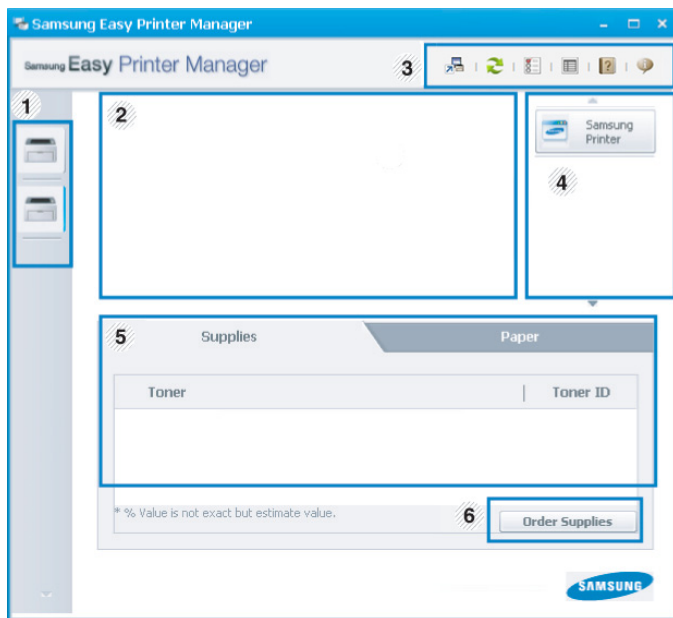 Samsung Easy Printer Manager
Samsung Easy Printer Manager
3
1
2
Samsung
Printer
4
5
Supplies
Paper
Toner
Toner ID
* % Value is not exact but estimate value.
6
Order Supplies
SAMSUNG